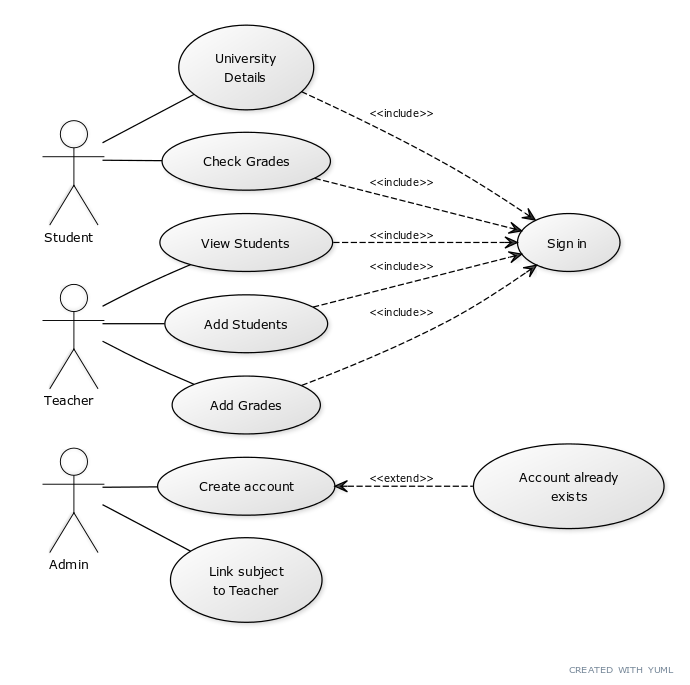 University
Details
<<include>>
Check Grades
<<include>>
Student
View Students
<<include>>
Sign in
<<include>>
Add Students
<<include>>
Teacher
Add Grades
Create account
<<extend>>
Account already
exists
Admin
Link subject
to Teacher
CREATED WITH YUML